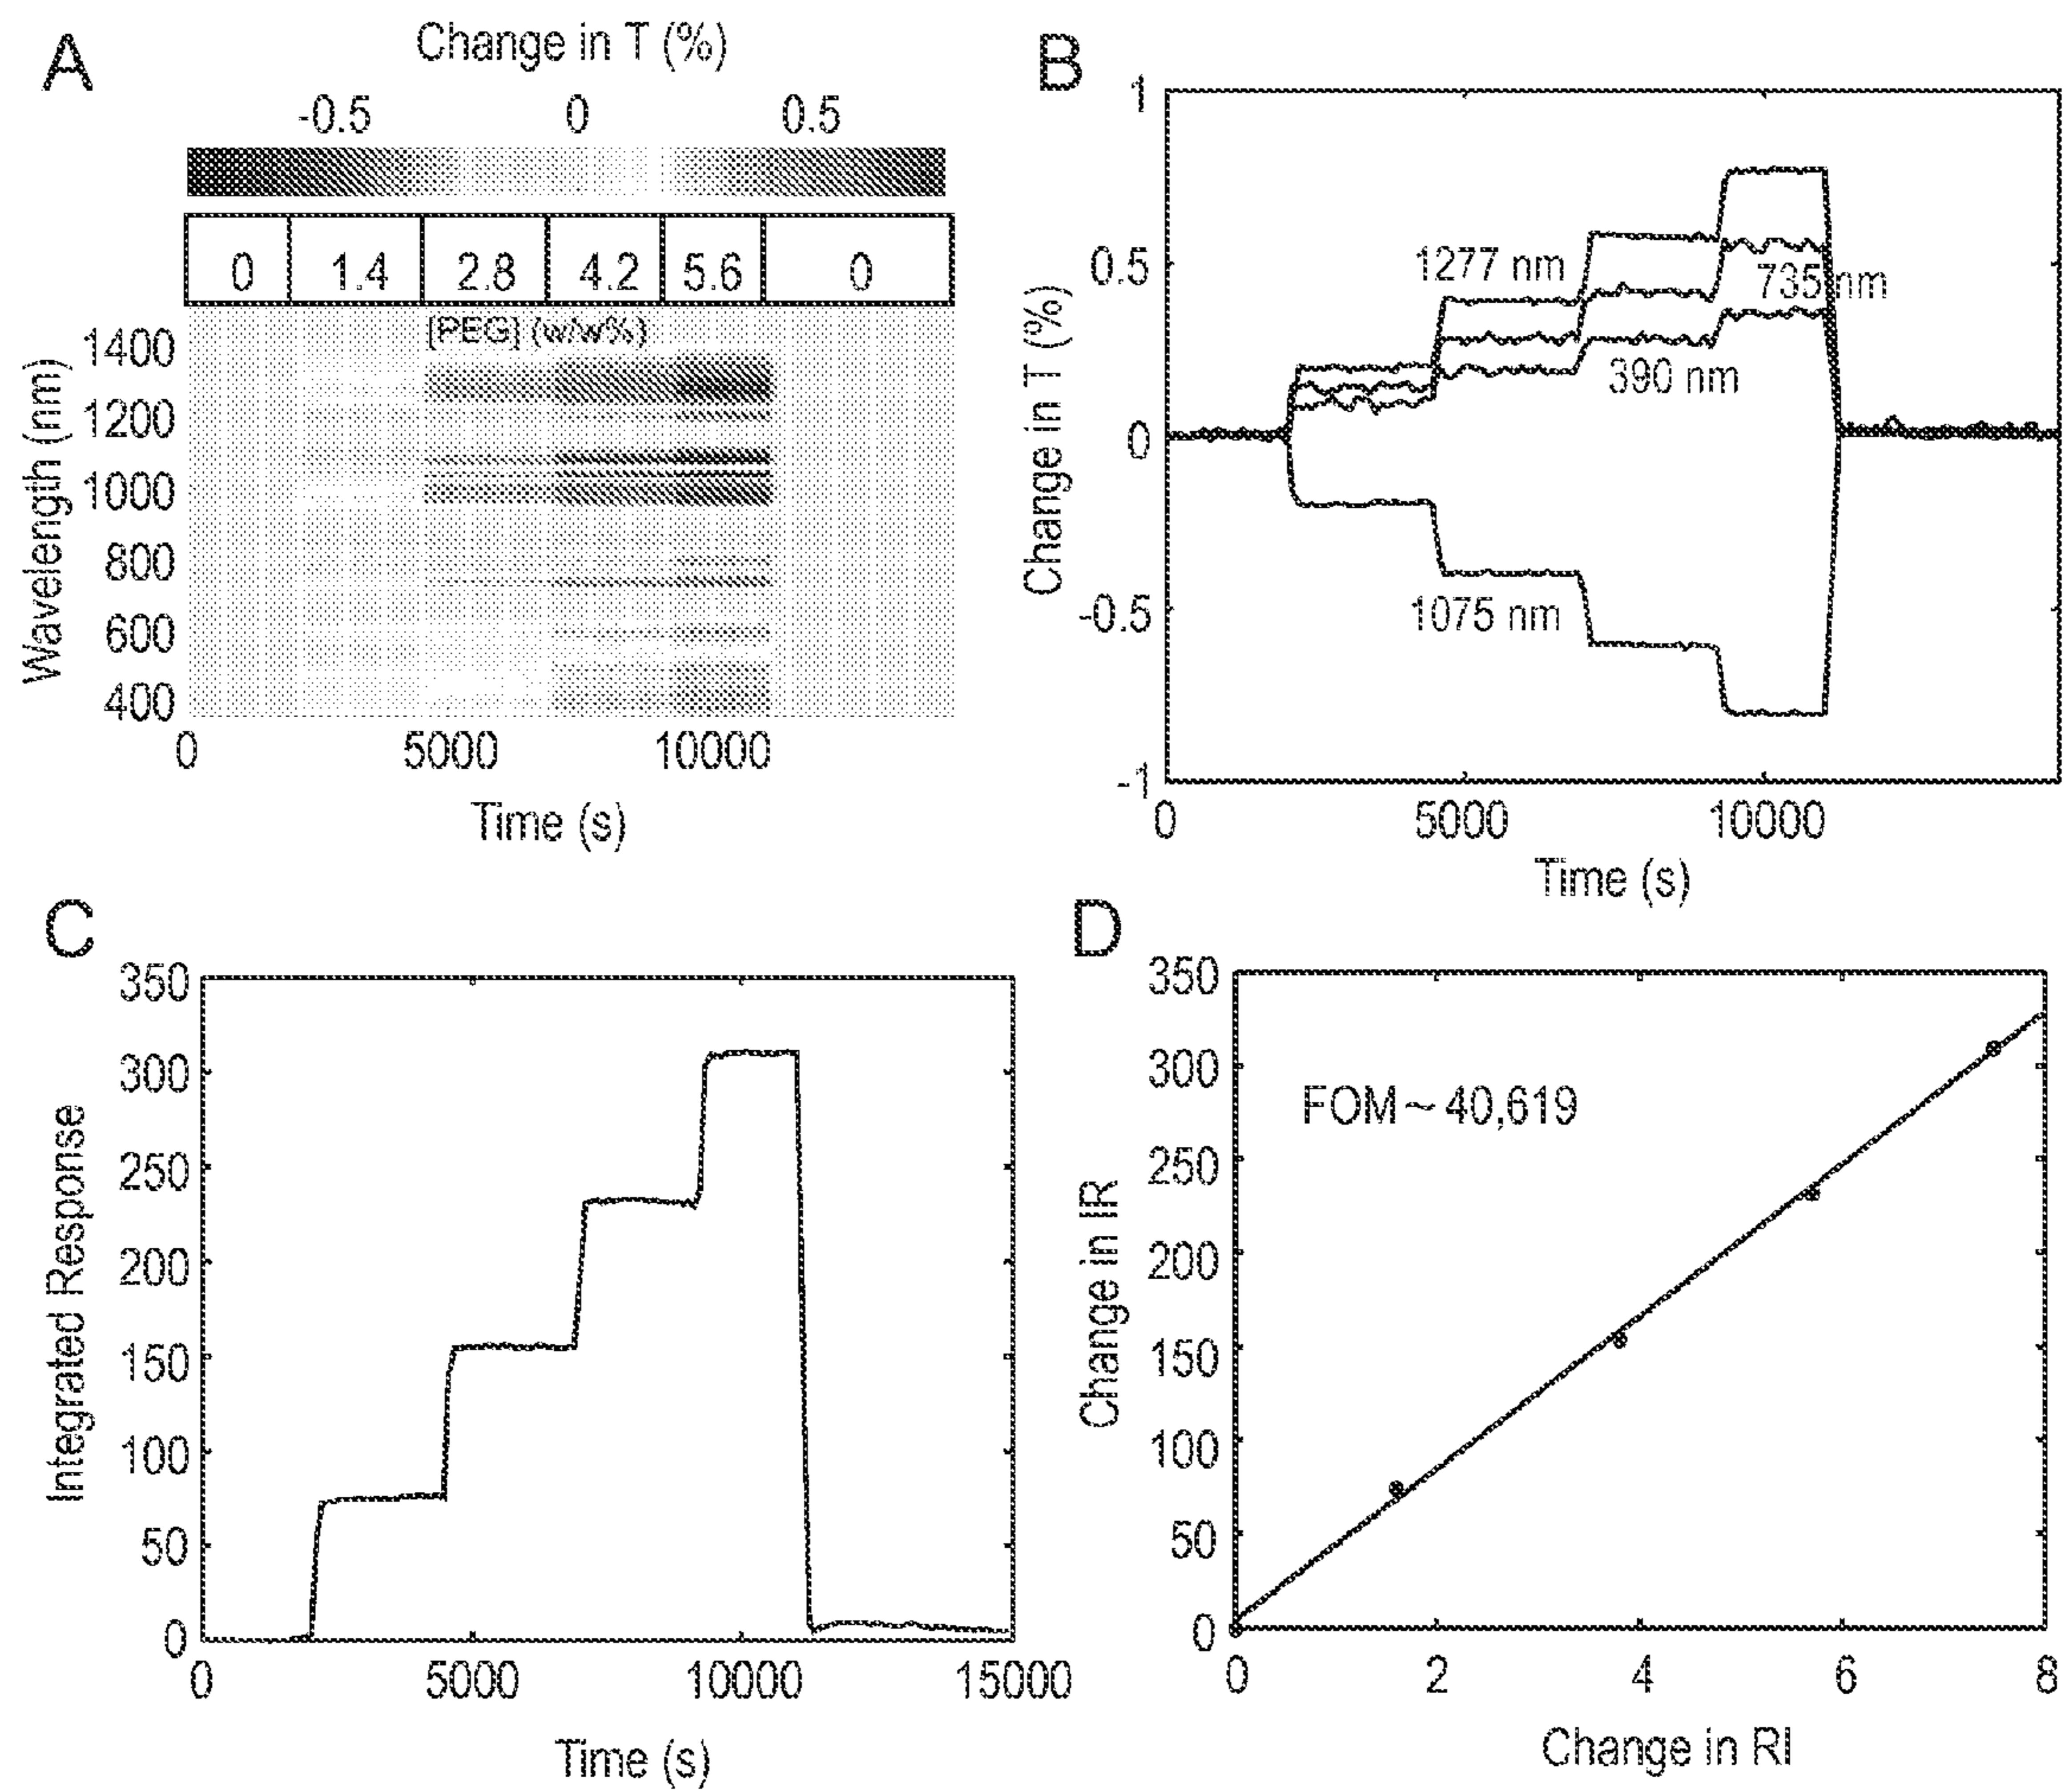 A
Change in T (%)
-0.5 0 0.5
0 1.4 2.8 4.2 5.6 0
[PEG] (w/w%)
Wavelength (nm)
1400
1200
1000
800
600
400
0 5000 10000
Time (s)
B
Change in T (%)
1
0.5
0
-0.5
-1
1277 nm
735 nm
390 nm
1075 nm
0 5000 10000
Time (s)
C
Integrated Response
350
300
250
200
150
100
50
0
0 5000 10000 15000
Time (s)
D
Change in IR
350
300
250
200
150
100
50
0
FOM ~ 40,619
0 2 4 6 8
Change in RI